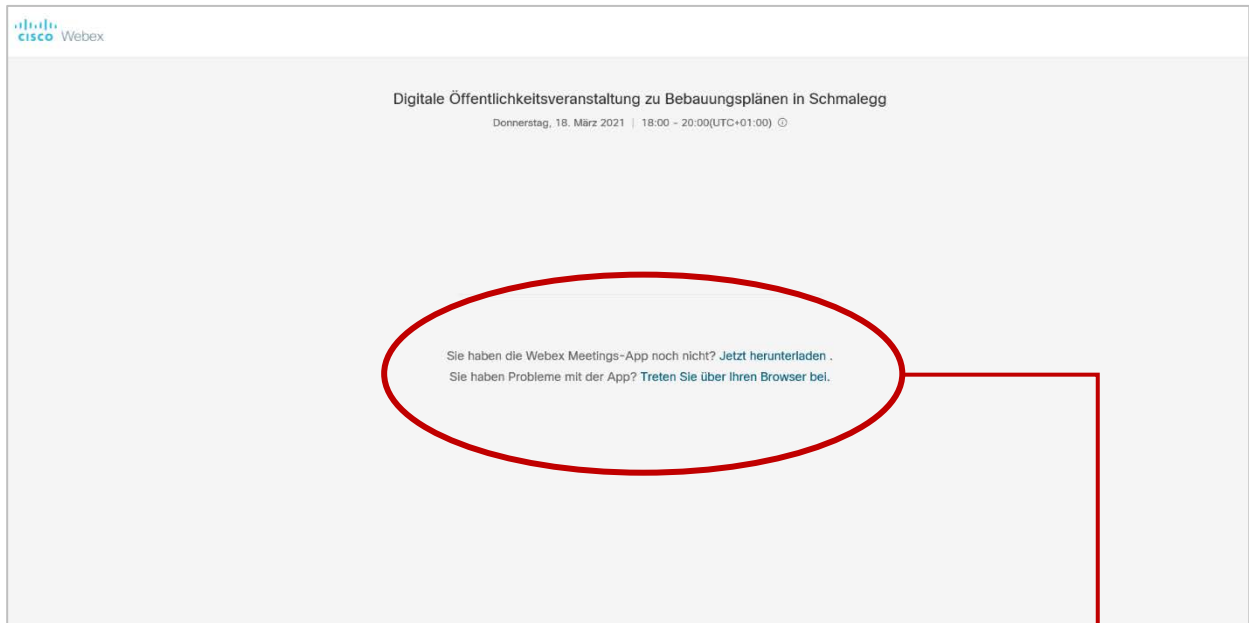 CISCO Webex
Digitale Öffentlichkeitsveranstaltung zu Bebauungsplänen in Schmalegg
Donnerstag, 18. März 2021 | 18:00 - 20:00(UTC+01:00)
Sie haben die Webex Meetings-App noch nicht? Jetzt herunterladen .
Sie haben Probleme mit der App? Treten Sie über Ihren Browser bei.